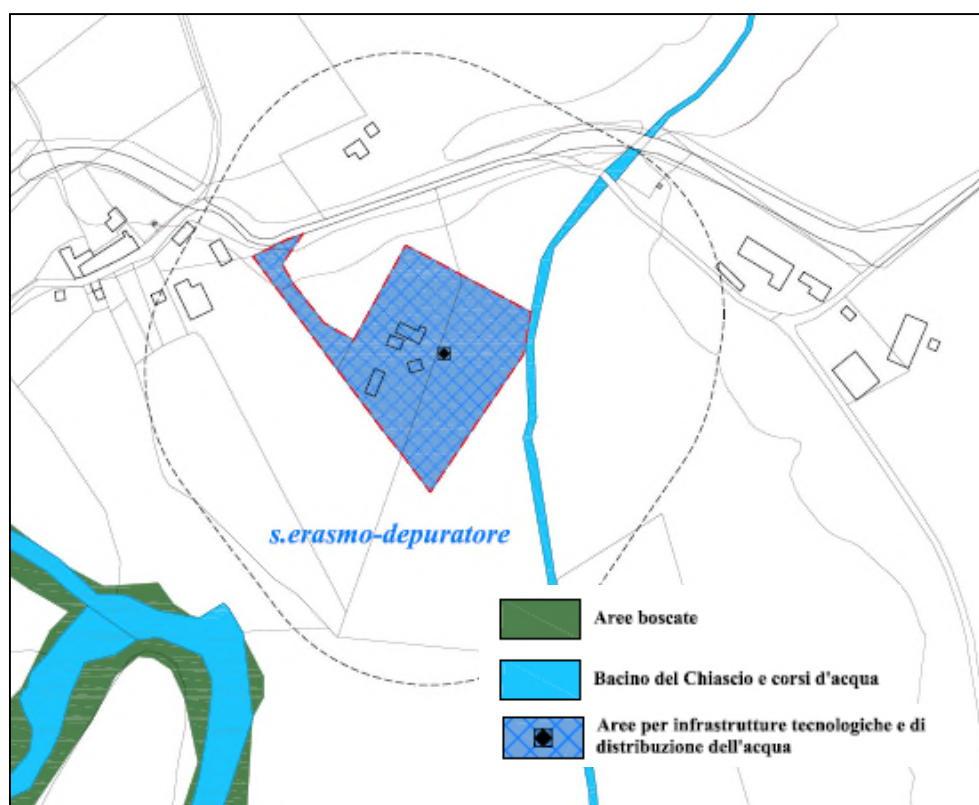 s.erasmo-depuratore
Aree boscate
Bacino del Chiascio e corsi d'acqua
Aree per infrastrutture tecnologiche e di
distribuzione dell'acqua